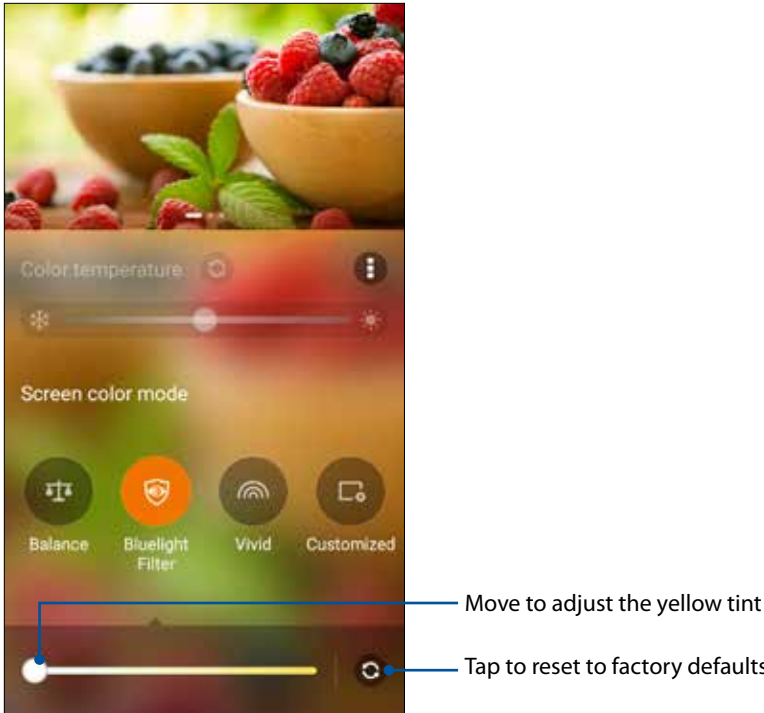 Color temperature
Screen color mode
Balance
Bluelight
Filter
Vivid
Customized
Move to adjust the yellow tint
Tap to reset to factory defaults